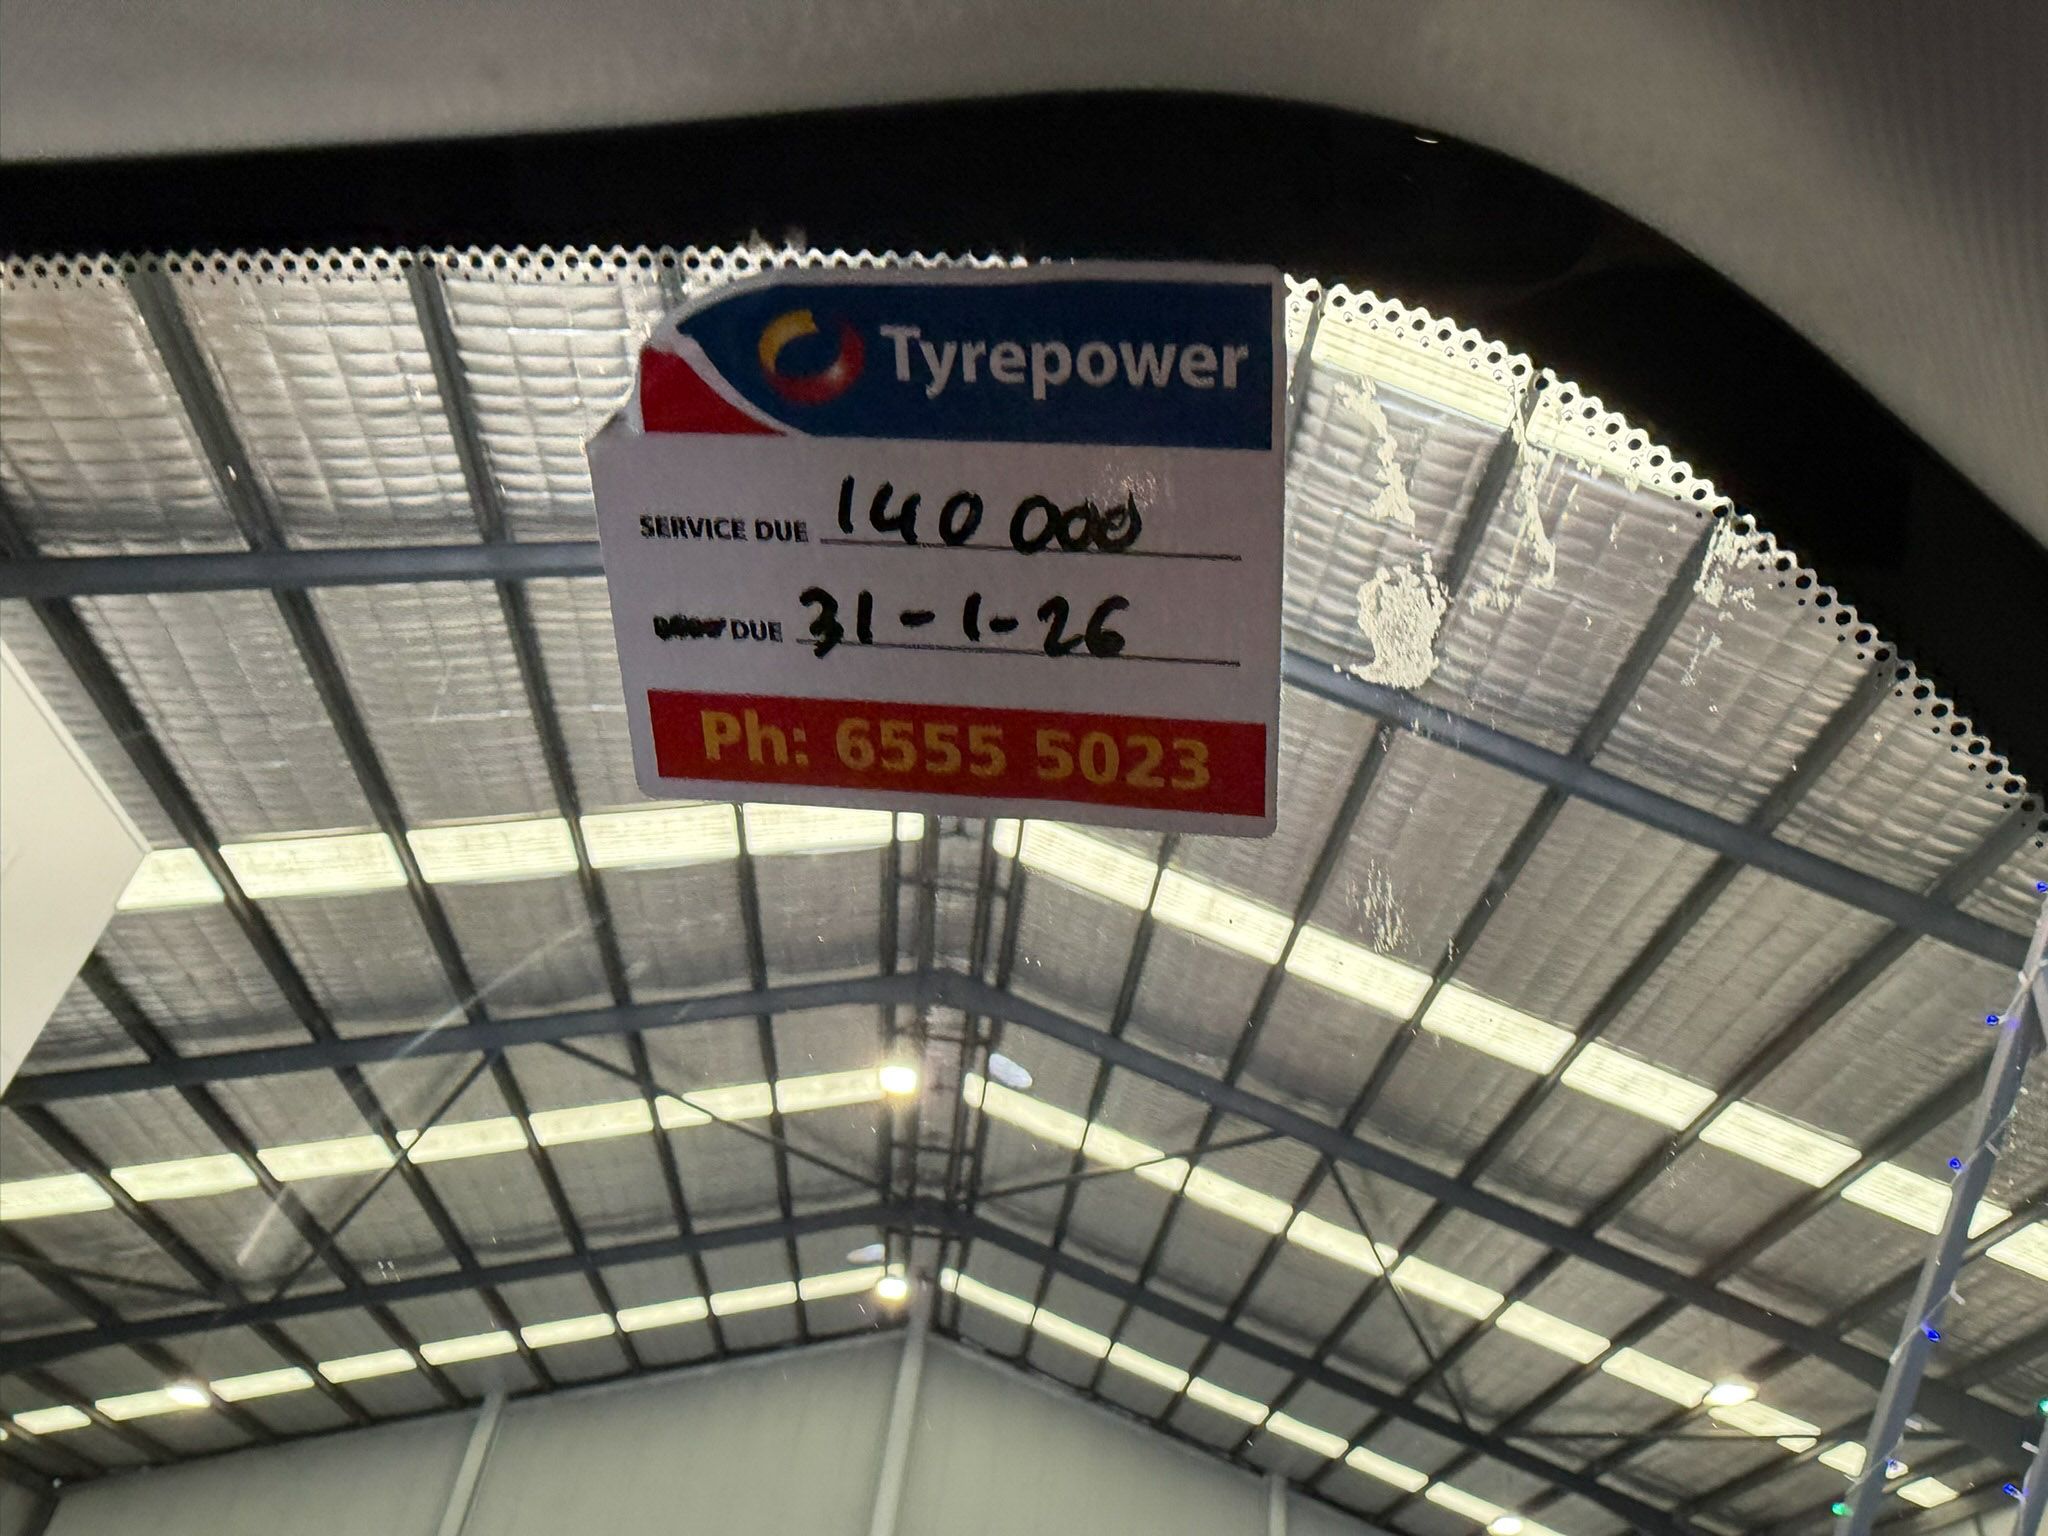 Tyrepower
SERVICE DUE 140 000
DUE 31-1-26
Ph: 6555 5023